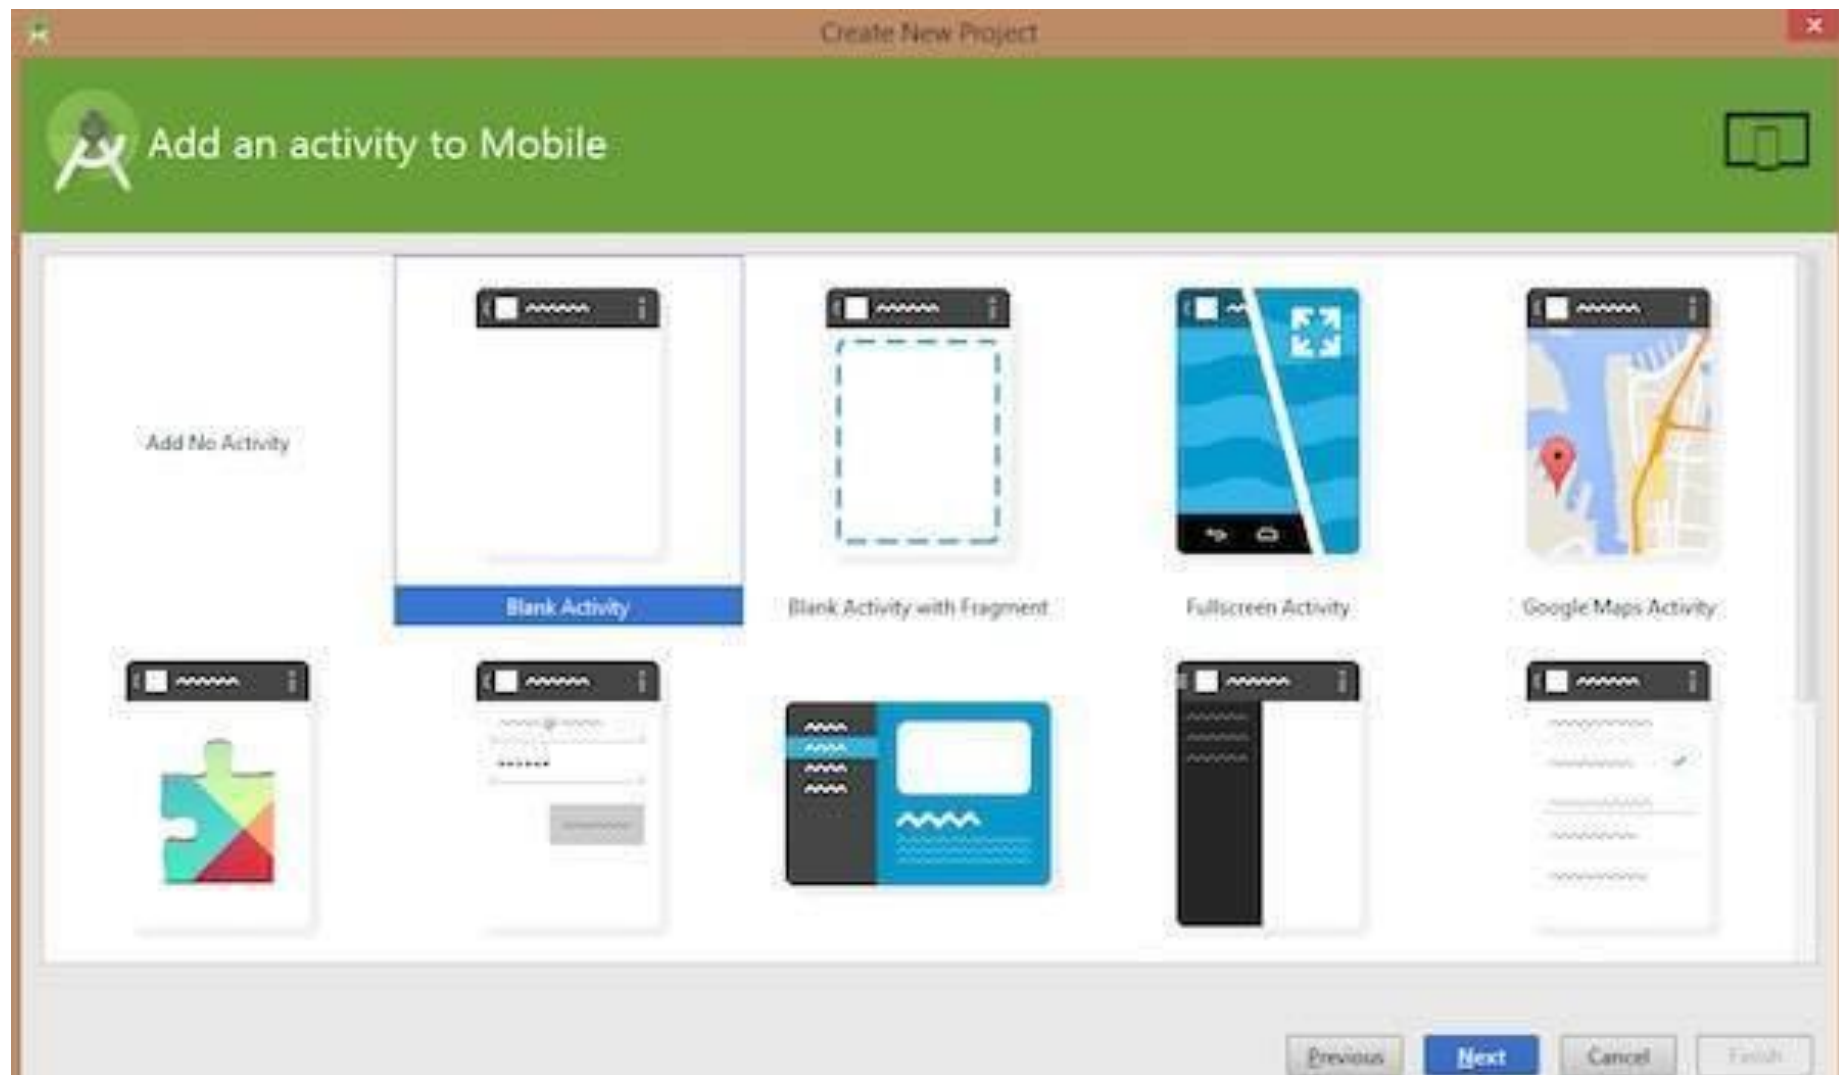 Create New Project
Add an activity to Mobile
Add No Activity
Blank Activity
Blank Activity with Fragment
Fullscreen Activity
Google Maps Activity
Previous
Next
Cancel
Finish